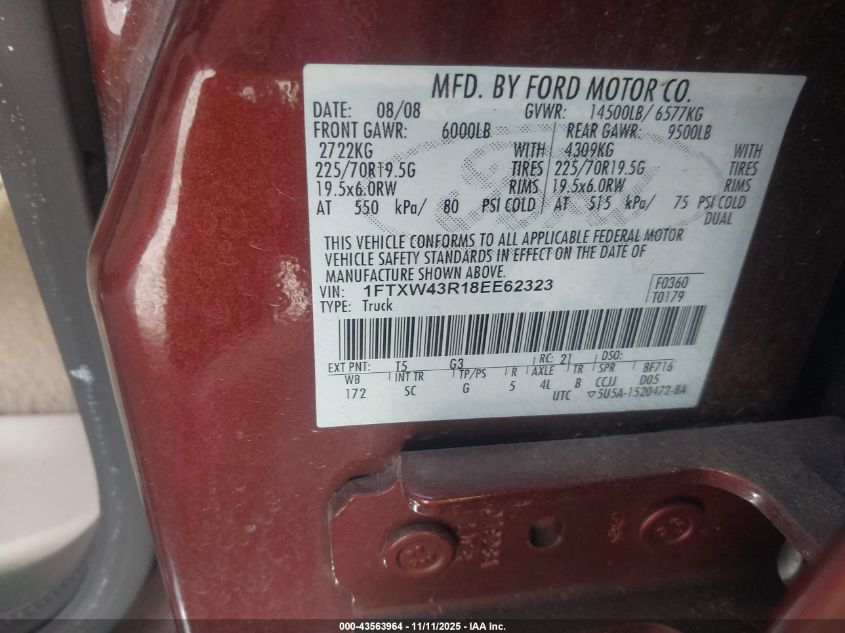 MFD. BY FORD MOTOR CO.
DATE: 08/08 GVWR: 14500LB/ 6577KG
FRONT GAWR: 6000LB REAR GAWR: 9500LB
2722KG WITH 4309KG WITH
225/70R19.5G TIRES 225/70R19.5G TIRES
19.5x6.0RW RIMS 19.5x6.0RW RIMS
AT 550 kPa/ 80 PSI COLD AT 515 kPa/ 75 PSI COLD
DUAL
THIS VEHICLE CONFORMS TO ALL APPLICABLE FEDERAL MOTOR
VEHICLE SAFETY STANDARDS IN EFFECT ON THE DATE OF
MANUFACTURE SHOWN ABOVE.
VIN: 1FTXW43R18EE62323 F0360
TYPE: Truck T0179
EXT PNT: T5 G3 RC: 21 DSO:
WB INT TR TP/PS R AXLE TR SPR 8F716
172 5C G 5 4L B CCJJ D05
UTC ▽5U5A-1520472-BA
000-43563964 - 11/11/2025 - IAA Inc.